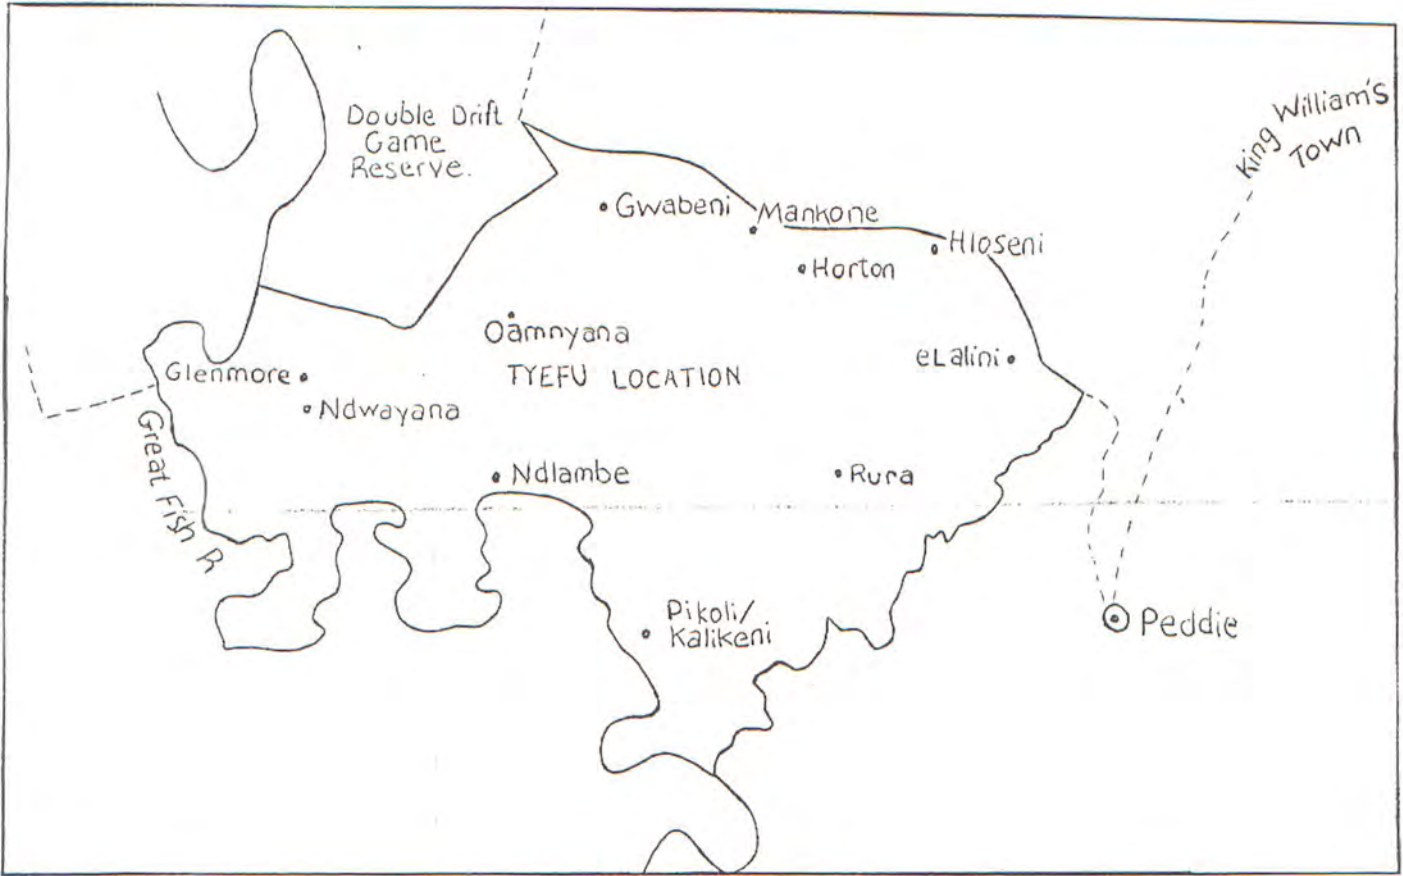 Double Drift
Game
Reserve.
King William's
Town
Gwabeni
Mankone
Hloseni
Horton
Oamnyana
TYEFU LOCATION
eLalini
Glenmore
Ndwayana
Great Fish R
Ndlambe
Rura
Pikoli/
Kalikeni
Peddie